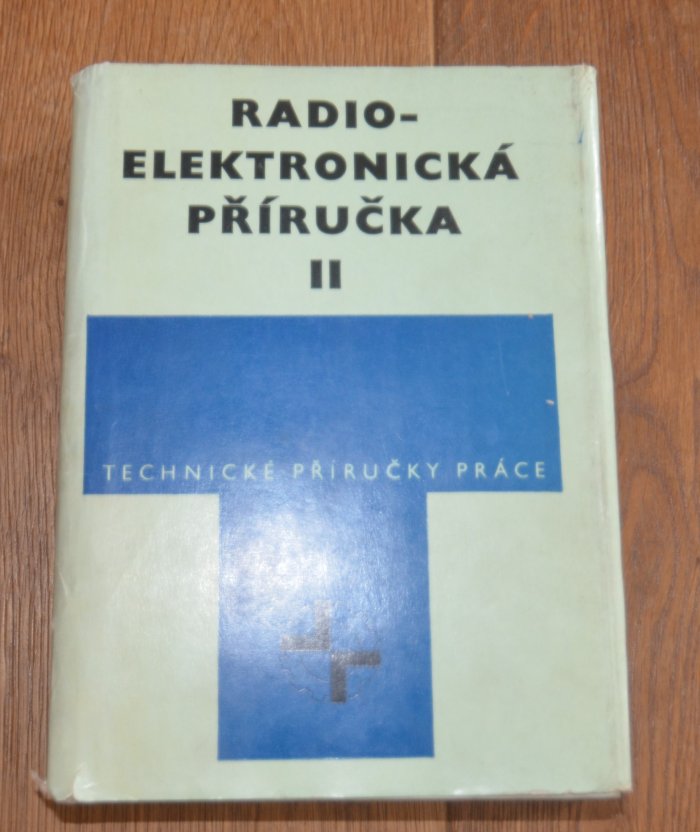 RADIO-
ELEKTRONICKÁ
PŘÍRUČKA
II
TECHNICKÉ PŘÍRUČKY PRÁCE